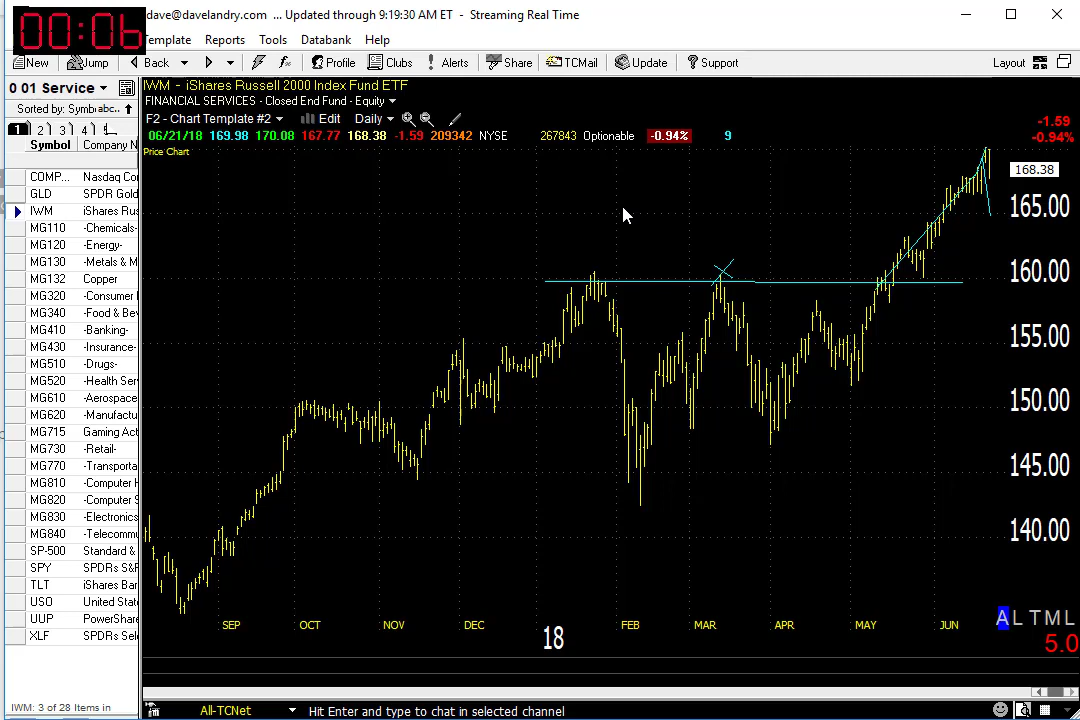 00:06
dave@davelandry.com ... Updated through 9:19:30 AM ET - Streaming Real Time
Template Reports Tools Databank Help
New Jump Back Profile Clubs Alerts Share TCMail Update Support Layout
0 01 Service
Sorted by: Symb abc..
1 2 3 4
Symbol Company N
COMP... Nasdaq Co
GLD SPDR Gold
IWM iShares Rus
MG110 -Chemicals-
MG120 -Energy-
MG130 -Metals & M
MG132 Copper
MG320 -Consumer
MG340 -Food & Be
MG410 -Banking-
MG430 -Insurance-
MG510 -Drugs-
MG520 -Health Ser
MG610 -Aerospace
MG620 -Manufactu
MG715 Gaming Act
MG730 -Retail-
MG770 -Transporta
MG810 -Computer H
MG820 -Computer S
MG830 -Electronics
MG840 -Telecommu
SP-500 Standard &
SPY SPDRs S&P
TLT iShares Bar
USO United State
UUP PowerShare
XLF SPDRs Sel
IWM: 3 of 28 Items in
IWM - iShares Russell 2000 Index Fund ETF
FINANCIAL SERVICES - Closed End Fund - Equity
F2 - Chart Template #2 Edit Daily
06/21/18 169.98 170.08 167.77 168.38 -1.59 209342 NYSE 267843 Optionable -0.94% 9
Price Chart
-1.59
-0.94%
168.38
165.00
160.00
155.00
150.00
145.00
140.00
SEP OCT NOV DEC 18 FEB MAR APR MAY JUN
A L T M L
5.0
All-TCNet Hit Enter and type to chat in selected channel